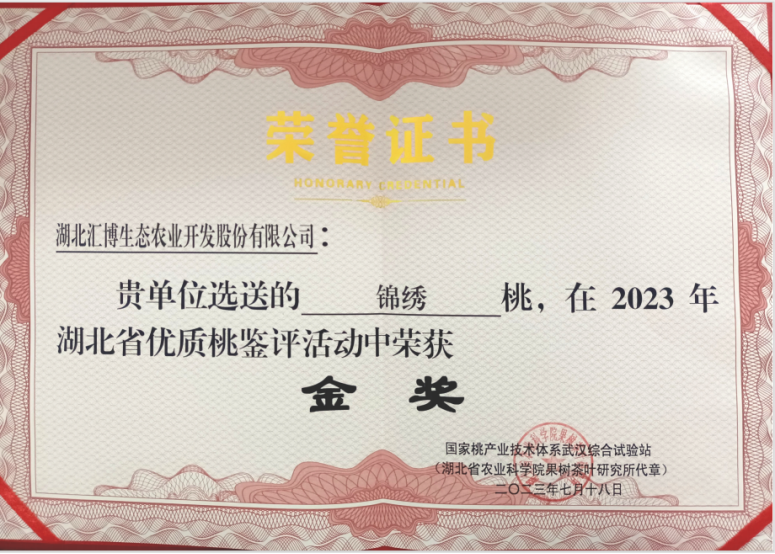 荣誉证书
HONORARY CREDENTIAL
湖北汇博生态农业开发股份有限公司：
贵单位选送的 锦绣 桃，在 2023 年
湖北省优质桃鉴评活动中荣获
金奖
国家桃产业技术体系武汉综合试验站
（湖北省农业科学院果树茶叶研究所代章）
二〇二三年七月十八日